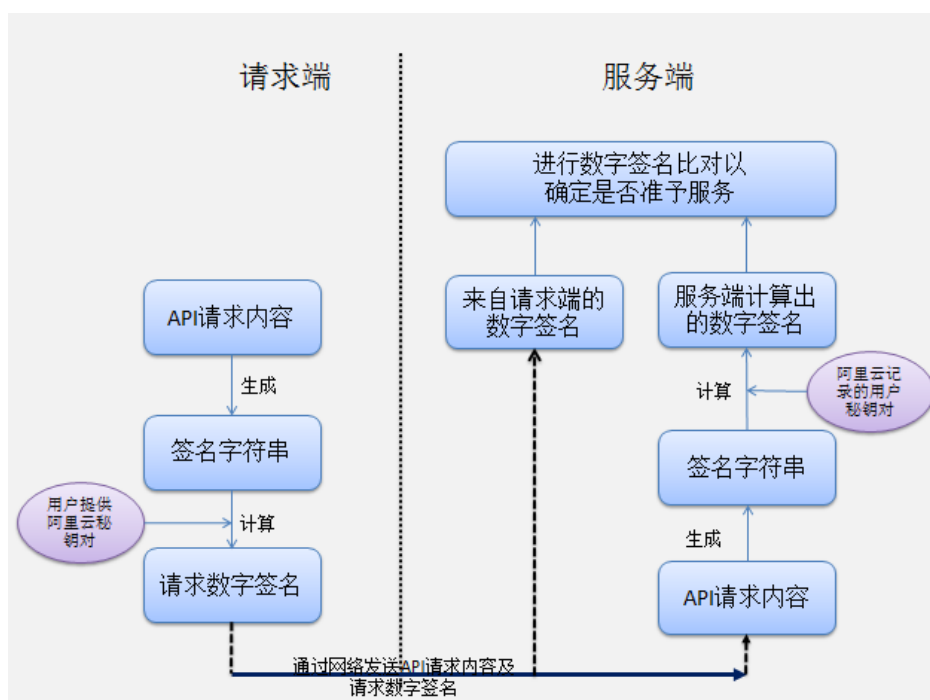 请求端
服务端
进行数字签名比对以
确定是否准予服务
来自请求端的
数字签名
服务端计算出
的数字签名
API请求内容
生成
签名字符串
用户提供
阿里云秘
钥对
计算
请求数字签名
计算
阿里云记
录的用户
秘钥对
签名字符串
生成
API请求内容
通过网络发送API请求内容及
请求数字签名